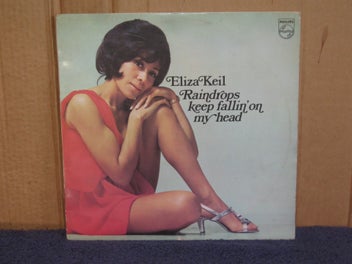 PHILIPS
Eliza Keil
Raindrops
keep fallin' on
my head